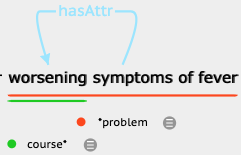 hasAttr
worsening symptoms of fever
*problem
course*